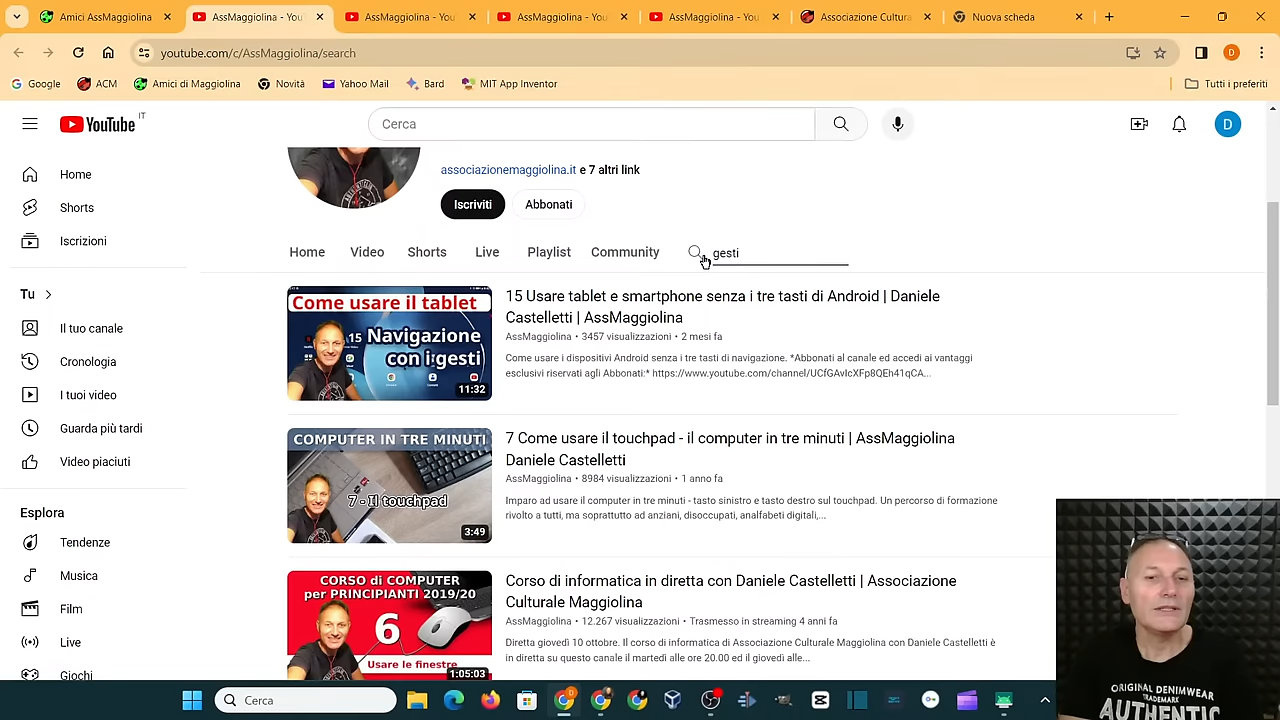 Amici AssMaggiolina
AssMaggiolina - You
AssMaggiolina - You
AssMaggiolina - You
AssMaggiolina - You
Associazione Cultura
Nuova scheda
youtube.com/c/AssMaggiolina/search
D
Google
ACM
Amici di Maggiolina
Novità
Yahoo Mail
Bard
MIT App Inventor
Tutti i preferiti
YouTube
IT
Cerca
D
associazionemaggiolina.it e 7 altri link
Iscriviti
Abbonati
Home
Video
Shorts
Live
Playlist
Community
gesti
Home
Shorts
Iscrizioni
Tu
Il tuo canale
Cronologia
I tuoi video
Guarda più tardi
Video piaciuti
Esplora
Tendenze
Musica
Film
Live
Giochi
Come usare il tablet
15 Navigazione
con i gesti
11:32
15 Usare tablet e smartphone senza i tre tasti di Android | Daniele
Castelletti | AssMaggiolina
AssMaggiolina • 3457 visualizzazioni • 2 mesi fa
Come usare i dispositivi Android senza i tre tasti di navigazione. *Abbonati al canale ed accedi ai vantaggi
esclusivi riservati agli Abbonati:* https://www.youtube.com/channel/UCfGAvIcXFp8QEh41qCA...
COMPUTER IN TRE MINUTI
7 - Il touchpad
3:49
7 Come usare il touchpad - il computer in tre minuti | AssMaggiolina
Daniele Castelletti
AssMaggiolina • 8984 visualizzazioni • 1 anno fa
Imparo ad usare il computer in tre minuti - tasto sinistro e tasto destro sul touchpad. Un percorso di formazione
rivolto a tutti, ma soprattutto ad anziani, disoccupati, analfabeti digitali,...
CORSO di COMPUTER
per PRINCIPIANTI 2019/20
6
Usare le finestre
1:05:03
Corso di informatica in diretta con Daniele Castelletti | Associazione
Culturale Maggiolina
AssMaggiolina • 12.267 visualizzazioni • Trasmesso in streaming 4 anni fa
Diretta giovedì 10 ottobre. Il corso di informatica di Associazione Culturale Maggiolina con Daniele Castelletti è
in diretta su questo canale il martedì alle ore 20.00 ed il giovedì alle...
ORIGINAL DENIMWEAR
TRADEMARK
AUTHENTIC
Cerca